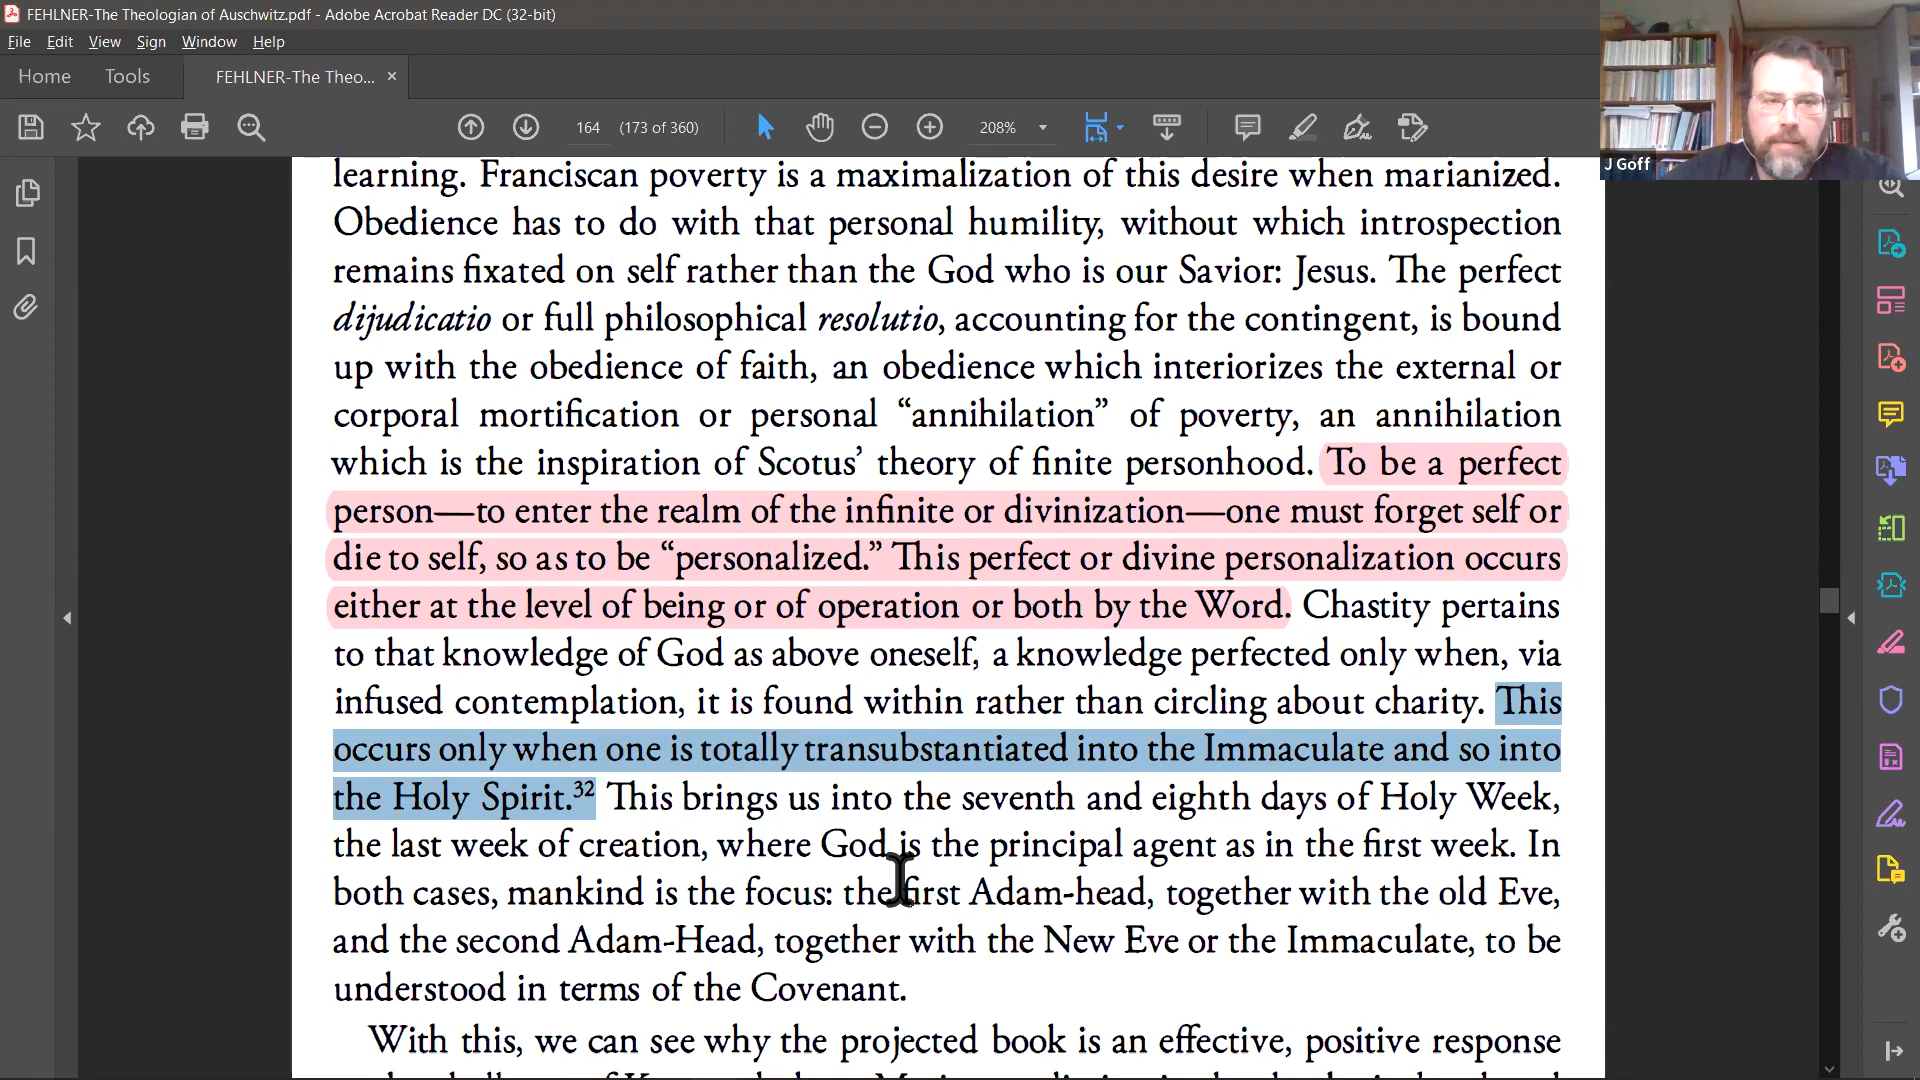 FEHLNER-The Theologian of Auschwitz.pdf - Adobe Acrobat Reader DC (32-bit)
File Edit View Sign Window Help
Home Tools FEHLNER-The Theo... ×
164 (173 of 360) 208%
J Goff
learning. Franciscan poverty is a maximalization of this desire when marianized.
Obedience has to do with that personal humility, without which introspection
remains fixated on self rather than the God who is our Savior: Jesus. The perfect
dijudicatio or full philosophical resolutio, accounting for the contingent, is bound
up with the obedience of faith, an obedience which interiorizes the external or
corporal mortification or personal “annihilation” of poverty, an annihilation
which is the inspiration of Scotus’ theory of finite personhood. To be a perfect
person—to enter the realm of the infinite or divinization—one must forget self or
die to self, so as to be “personalized.” This perfect or divine personalization occurs
either at the level of being or of operation or both by the Word. Chastity pertains
to that knowledge of God as above oneself, a knowledge perfected only when, via
infused contemplation, it is found within rather than circling about charity. This
occurs only when one is totally transubstantiated into the Immaculate and so into
the Holy Spirit.³² This brings us into the seventh and eighth days of Holy Week,
the last week of creation, where God is the principal agent as in the first week. In
both cases, mankind is the focus: the first Adam-head, together with the old Eve,
and the second Adam-Head, together with the New Eve or the Immaculate, to be
understood in terms of the Covenant.
With this, we can see why the projected book is an effective, positive response